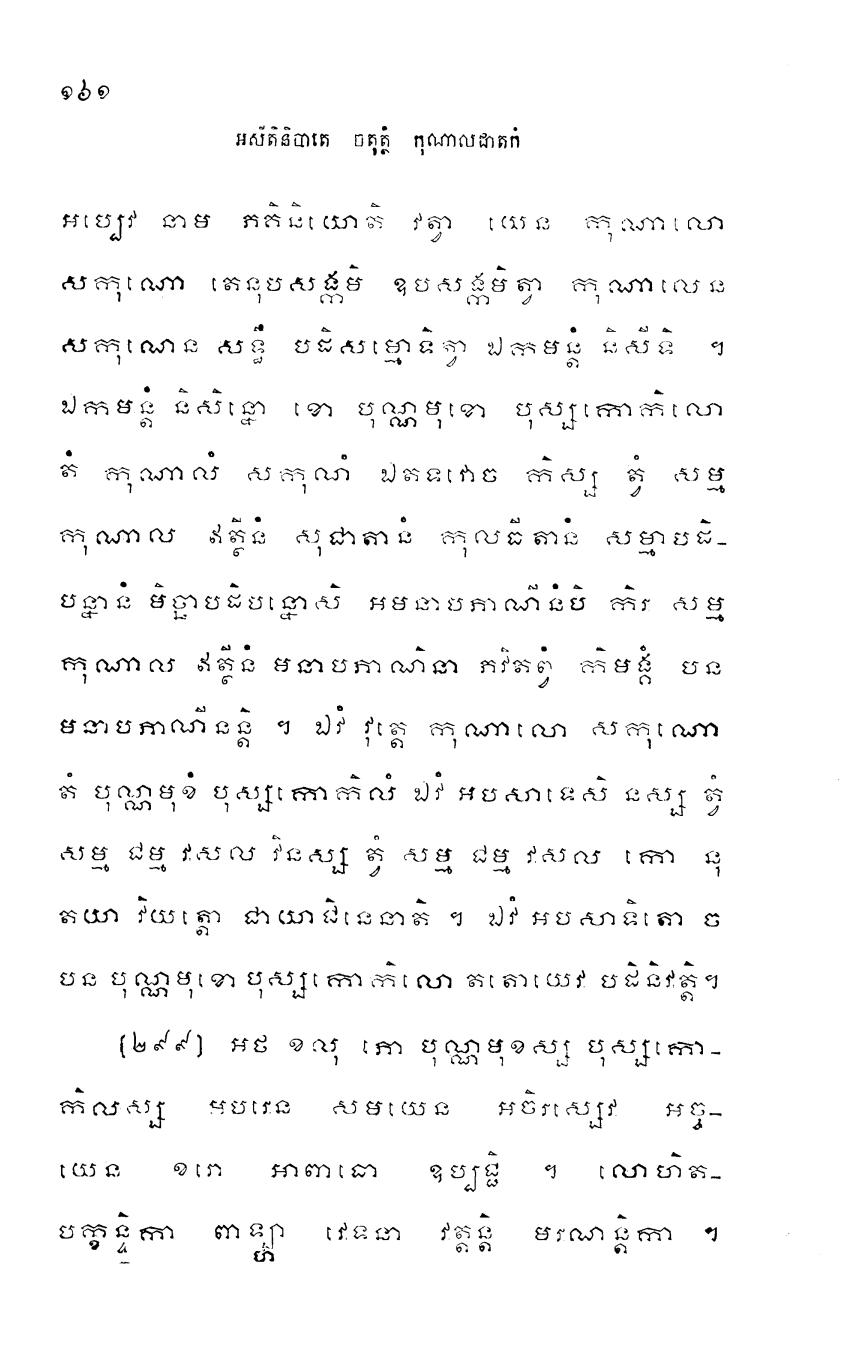 ១៦១
អសីតិនិបាតេ ចតុត្ថំ កុណាលជាតកំ
អប្បេវ នាម ភគិនិយោតិ វត្វា យេន កុណាលោ
សកុណោ តេនុបសង្កមិ ឧបសង្កមិត្វា កុណាលេន
សកុណេន សទ្ធឹ បដិសម្មោទិត្វា ឯកមន្តំ និសីទិ ។
ឯកមន្តំ និសិន្នោ ខោ បុណ្ណមុខោ បុស្សកោកិលោ
តំ កុណាលំ សកុណំ ឯតទវោច កិស្ស ត្វំ សម្ម
កុណាល ឥត្ថីនំ សុជាតានំ កុលធីតានំ សម្មាបដិ-
បន្នានំ មិច្ឆាបដិបន្នោសិ អមនាបភាណីនំបិ កិរ សម្ម
កុណាល ឥត្ថីនំ មនាបភាណិនា ភវិតព្វំ កិមង្គំ បន
មនាបភាណីនន្តិ ។ ឯវំ វុត្តេ កុណាលោ សកុណោ
តំ បុណ្ណមុខំ បុស្សកោកិលំ ឯវំ អបសាទេសិ នស្ស ត្វំ
សម្ម ជម្ម វសល វិនស្ស ត្វំ សម្ម ជម្ម វសល កោ នុ
តយា វិយត្តោ ជាយាជិនេនាតិ ។ ឯវំ អបសាទិតោ ច
បន បុណ្ណមុខោ បុស្សកោកិលោ តតោយេវ បដិនិវត្តិ។
(២៩៩) អថ ខលុ ភោ បុណ្ណមុខស្ស បុស្សកោ-
កិលស្ស អបរេន សមយេន អចិរស្សេវ អច្ច-
យេន ខរោ អាពាធោ ឧប្បជ្ជិ ។ លោហិត-
បក្ខន្ទិកា ពាឡ្ហា វេទនា វត្តន្តិ មរណន្តិកា ។